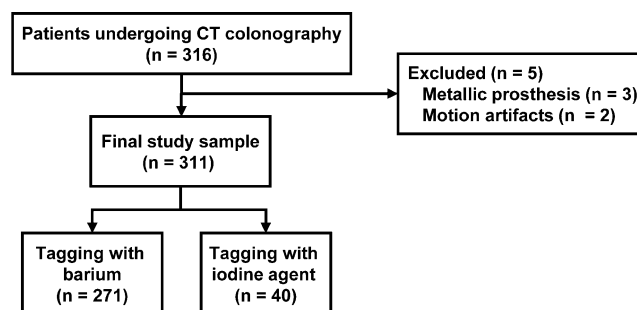 Patients undergoing CT colonography
(n = 316)
Excluded (n = 5)
Metallic prosthesis (n = 3)
Motion artifacts (n = 2)
Final study sample
(n = 311)
Tagging with
barium
(n = 271)
Tagging with
iodine agent
(n = 40)